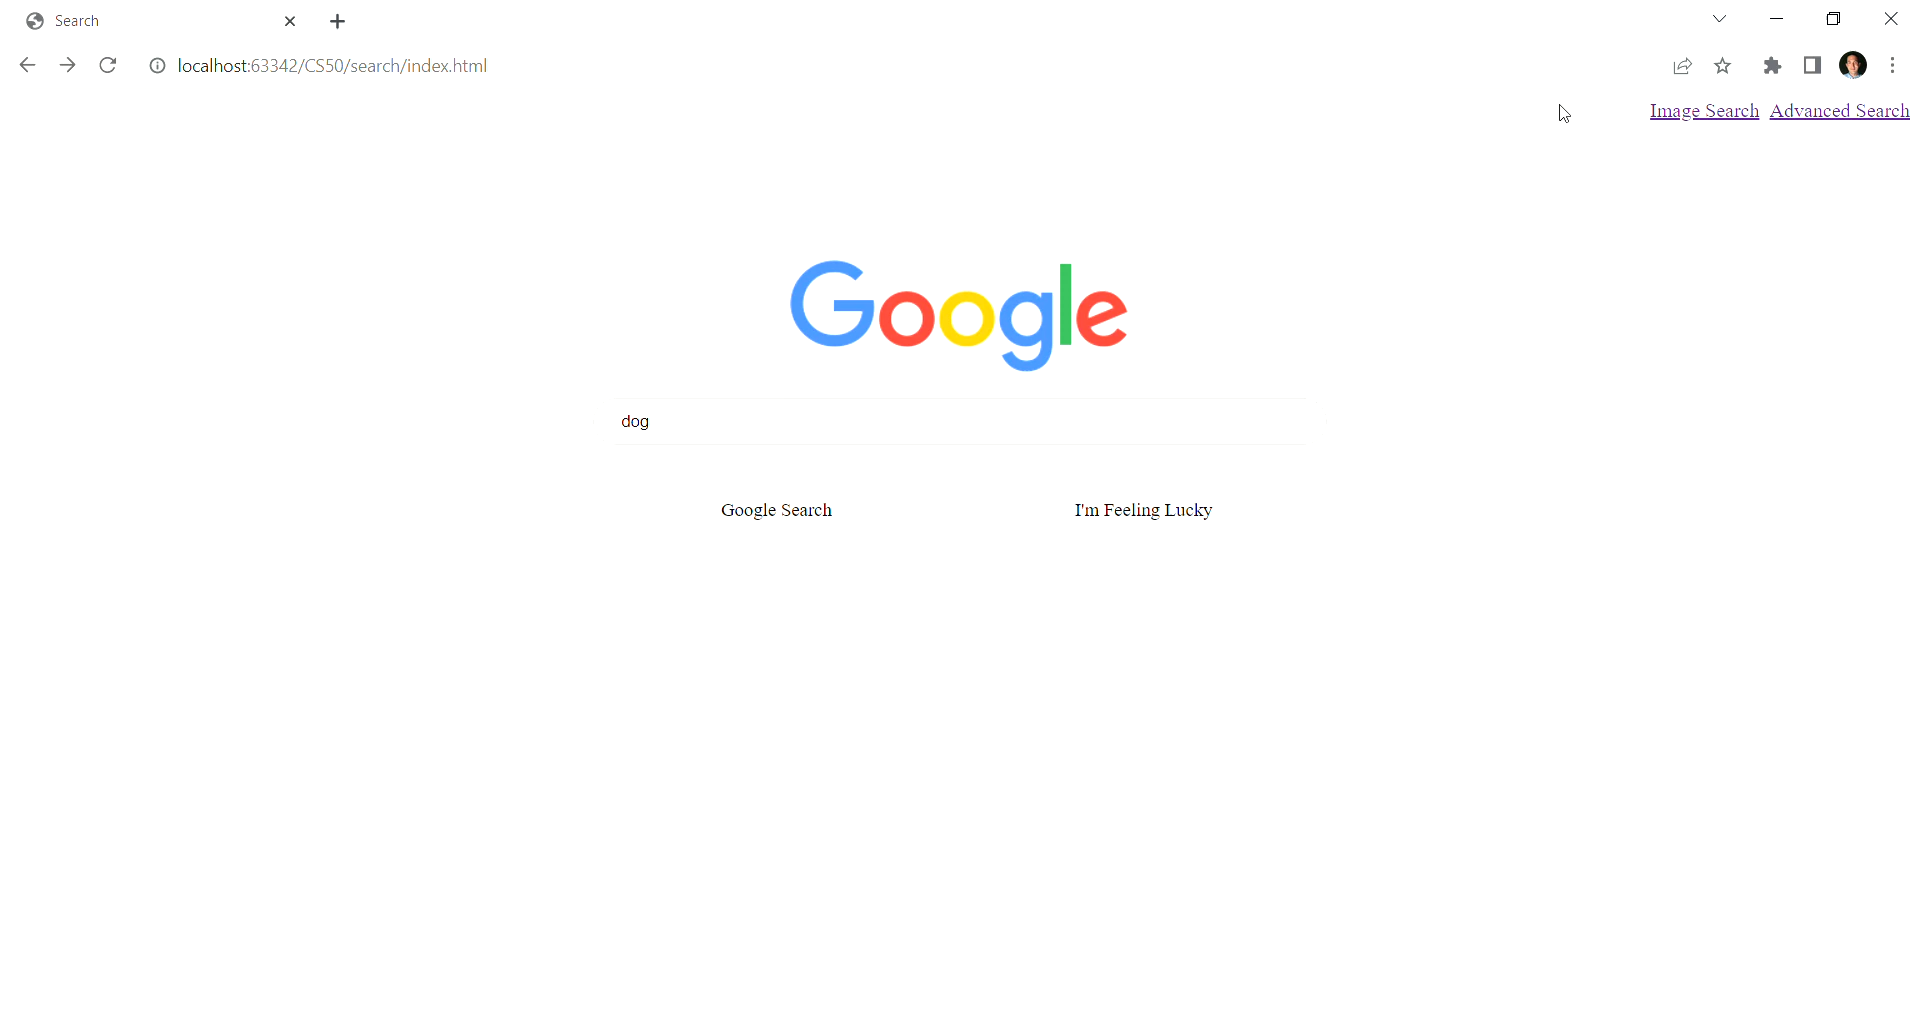 Search
localhost:63342/CS50/search/index.html
Image Search Advanced Search
Google
dog
Google Search I'm Feeling Lucky